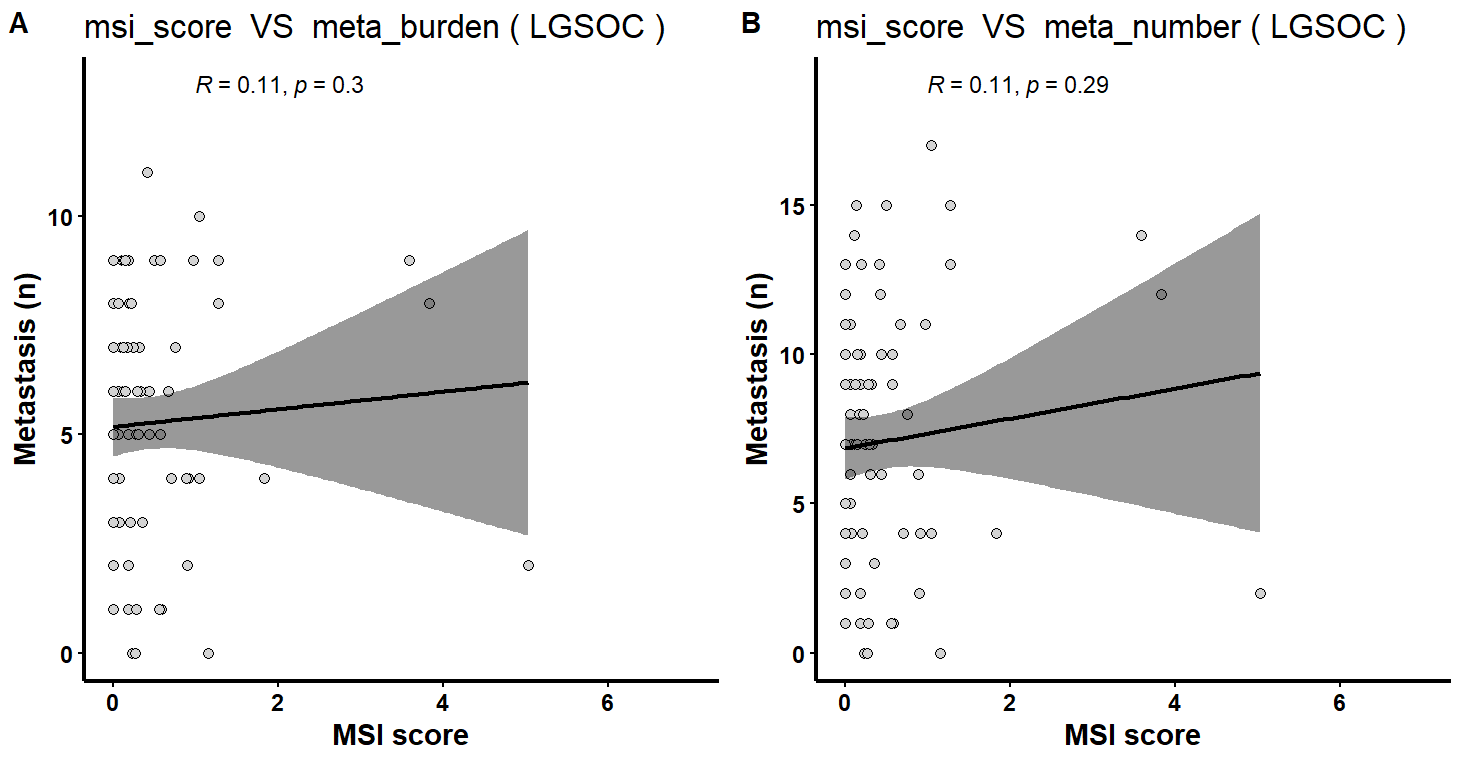 A
msi_score VS meta_burden ( LGSOC )
R = 0.11, p = 0.3
Metastasis (n)
10
5
0
0 2 4 6
MSI score
B
msi_score VS meta_number ( LGSOC )
R = 0.11, p = 0.29
Metastasis (n)
15
10
5
0
0 2 4 6
MSI score